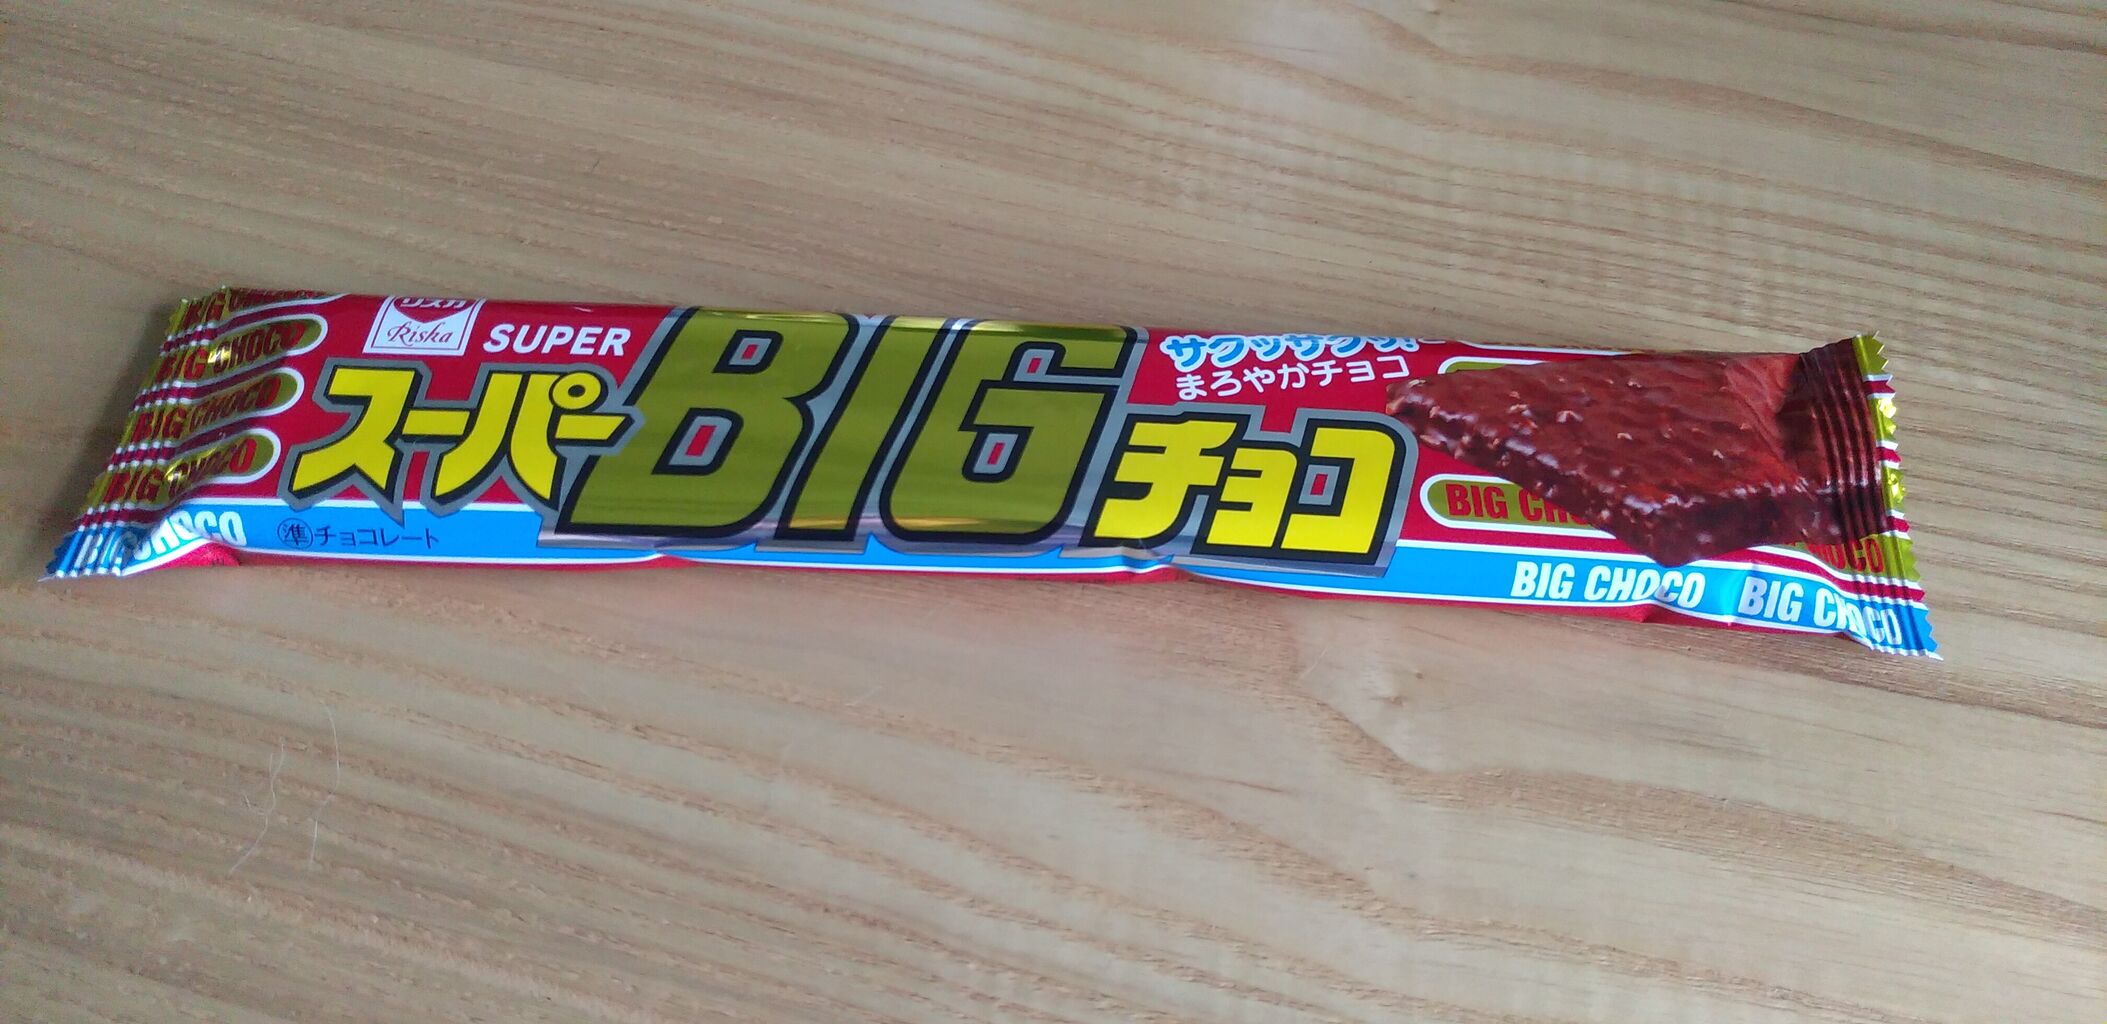 リスカ
Riska
SUPER
スーパーBIGチョコ
サクッサクッ!
まろやかチョコ
BIG CHOCO
BIG CHOCO
BIG CHOCO
BIG CHOCO
準チョコレート
BIG CHOCO BIG CHOCO